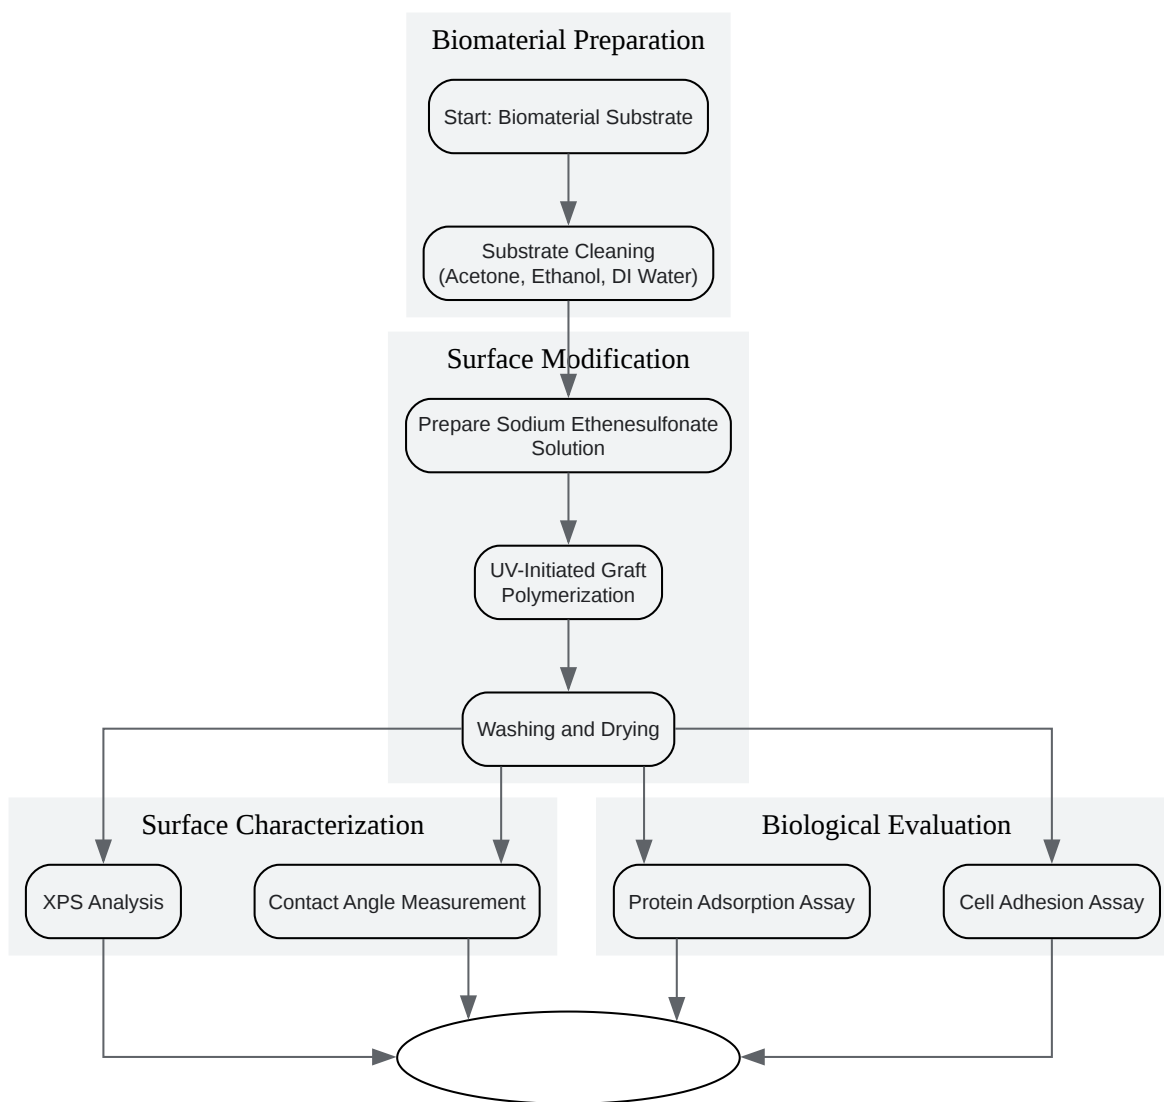 Biomaterial Preparation
Start: Biomaterial Substrate
Substrate Cleaning
(Acetone, Ethanol, DI Water)
Surface Modification
Prepare Sodium Ethenesulfonate
Solution
UV-Initiated Graft
Polymerization
Washing and Drying
Surface Characterization
Biological Evaluation
XPS Analysis
Contact Angle Measurement
Protein Adsorption Assay
Cell Adhesion Assay